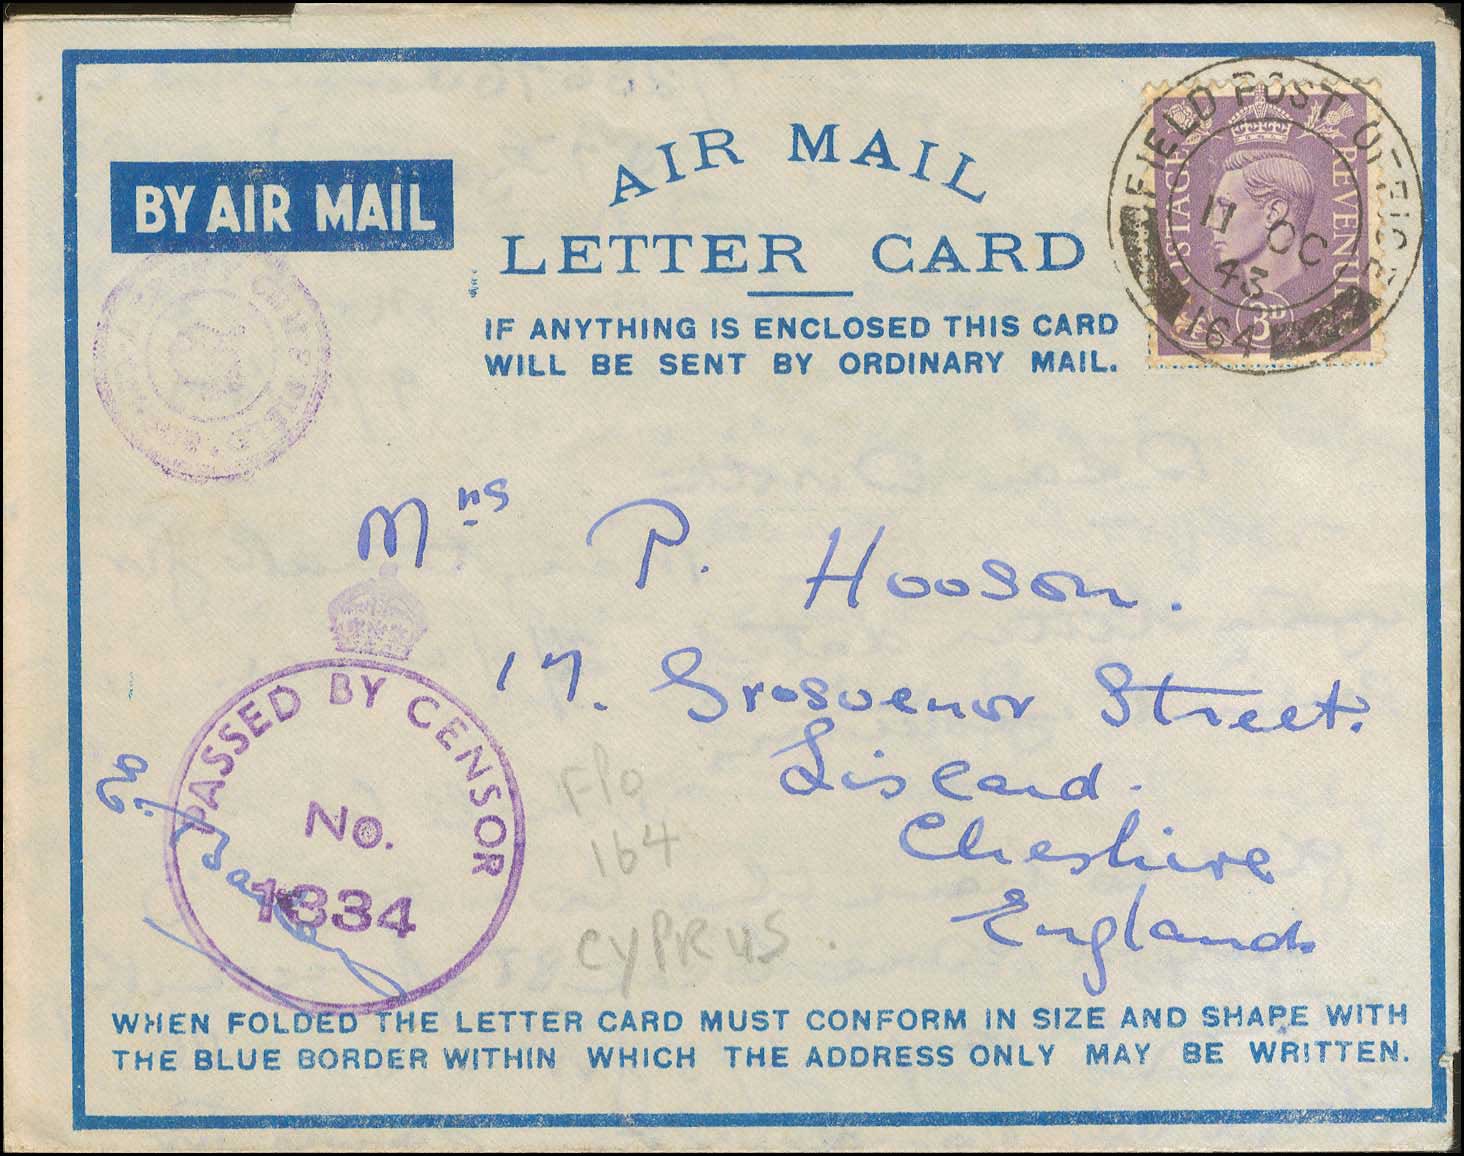 BY AIR MAIL
AIR MAIL
LETTER CARD
IF ANYTHING IS ENCLOSED THIS CARD
WILL BE SENT BY ORDINARY MAIL.
FIELD POST OFFICE
11 OC
43
164
POSTAGE REVENUE
3D
FIELD
Mrs P. Hooson.
17. Grosvenor Street.
Liscard.
Cheshire
England.
PASSED BY CENSOR
No.
1334
FPO
164
CYPRUS.
WHEN FOLDED THE LETTER CARD MUST CONFORM IN SIZE AND SHAPE WITH
THE BLUE BORDER WITHIN WHICH THE ADDRESS ONLY MAY BE WRITTEN.